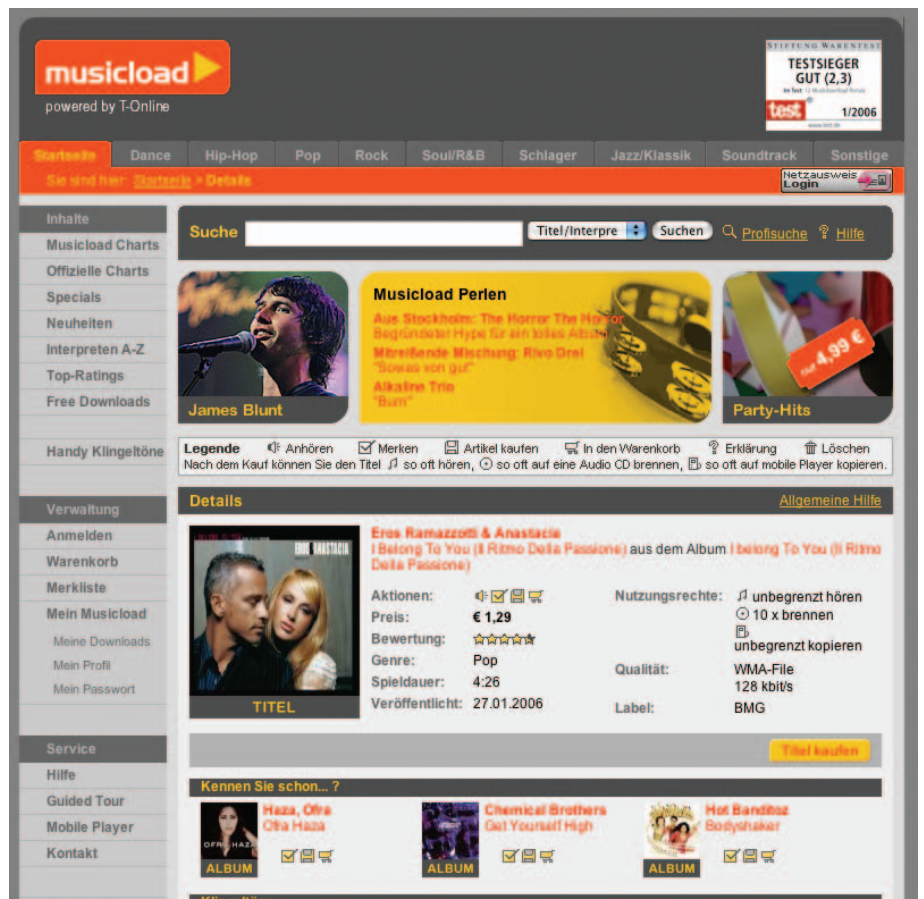 musicload
powered by T-Online
STIFTUNG WARENTEST
TESTSIEGER
GUT (2,3)
test
1/2006
Startseite Dance Hip-Hop Pop Rock Soul/R&B Schlager Jazz/Klassik Soundtrack Sonstige
Sie sind hier: Startseite > Details
Netzausweis
Login
Inhalte
Musicload Charts
Offizielle Charts
Specials
Neuheiten
Interpreten A-Z
Top-Ratings
Free Downloads
Handy Klingeltöne
Verwaltung
Anmelden
Warenkorb
Merkliste
Mein Musicload
Meine Downloads
Mein Profil
Mein Passwort
Service
Hilfe
Guided Tour
Mobile Player
Kontakt
Suche Titel/Interpre Suchen Profisuche Hilfe
James Blunt
Musicload Perlen
Aus Stockholm: The Horror The Horror
Begründeter Hype für ein tolles Album
Mitreißende Mischung: Rivo Drei
"Sowas von gut"
Alkaline Trio
"Burn"
nur 4,99 €
Party-Hits
Legende Anhören Merken Artikel kaufen In den Warenkorb Erklärung Löschen
Nach dem Kauf können Sie den Titel so oft hören, so oft auf eine Audio CD brennen, so oft auf mobile Player kopieren.
Details Allgemeine Hilfe
EROS ANASTACIA
TITEL
Eros Ramazzotti & Anastacia
I Belong To You (Il Ritmo Della Passione) aus dem Album I belong To You (Il Ritmo
Della Passione)
Aktionen:
Preis: € 1,29
Bewertung:
Genre: Pop
Spieldauer: 4:26
Veröffentlicht: 27.01.2006
Nutzungsrechte: unbegrenzt hören
10 x brennen
unbegrenzt kopieren
Qualität: WMA-File
128 kbit/s
Label: BMG
Titel kaufen
Kennen Sie schon... ?
OFRA HAZA
ALBUM
Haza, Ofra
Ofra Haza
ALBUM
Chemical Brothers
Get Yourself High
ALBUM
Hot Banditoz
Bodyshaker